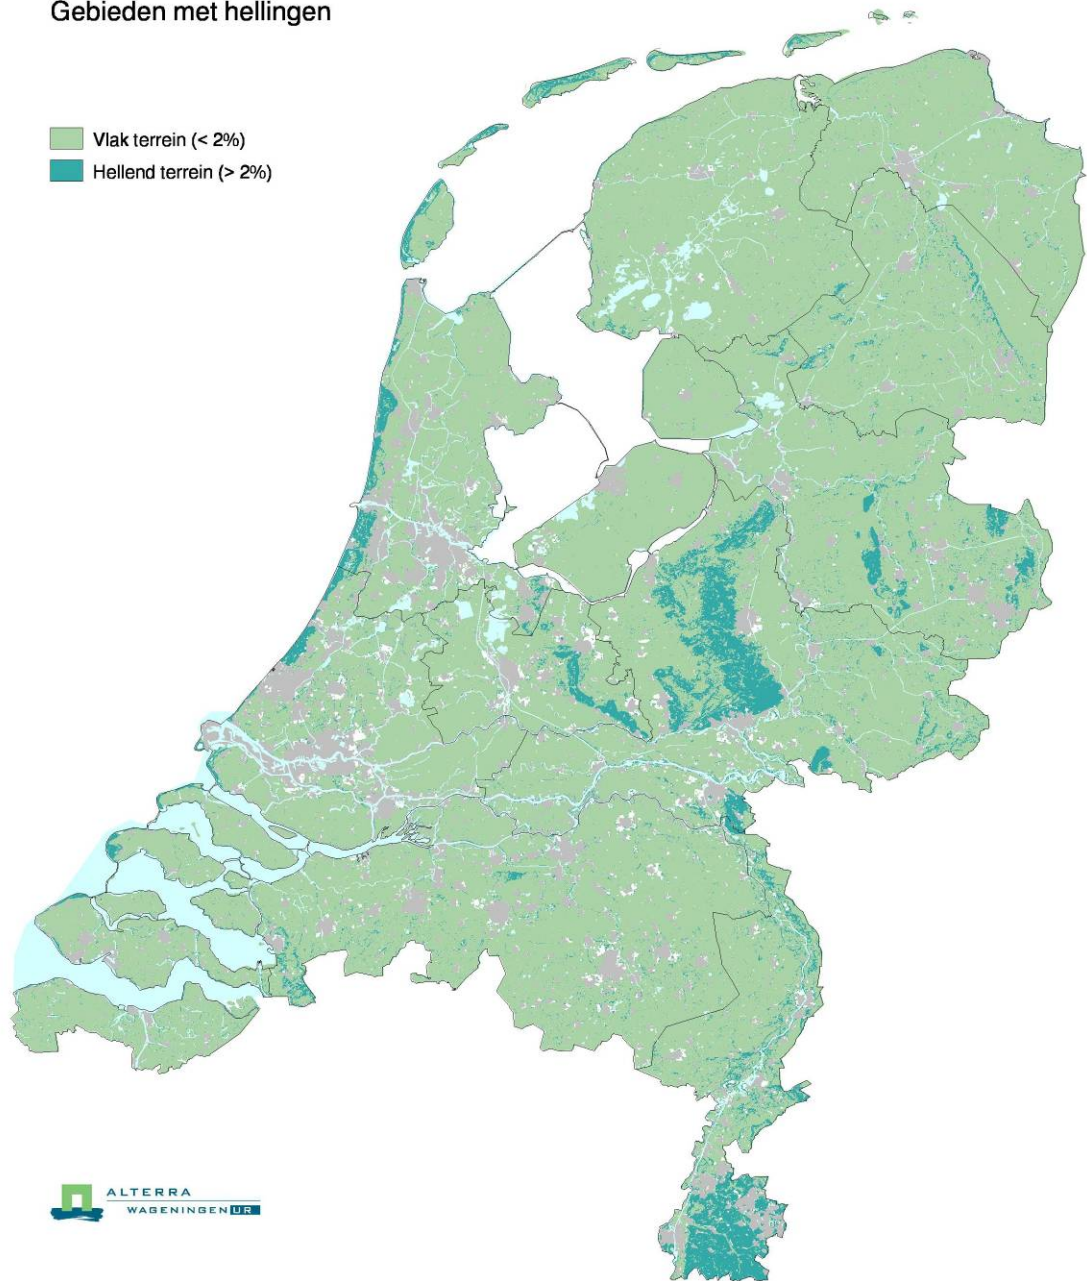 Gebieden met hellingen
Vlak terrein (< 2%)
Hellend terrein (> 2%)
ALTERRA
WAGENINGEN UR